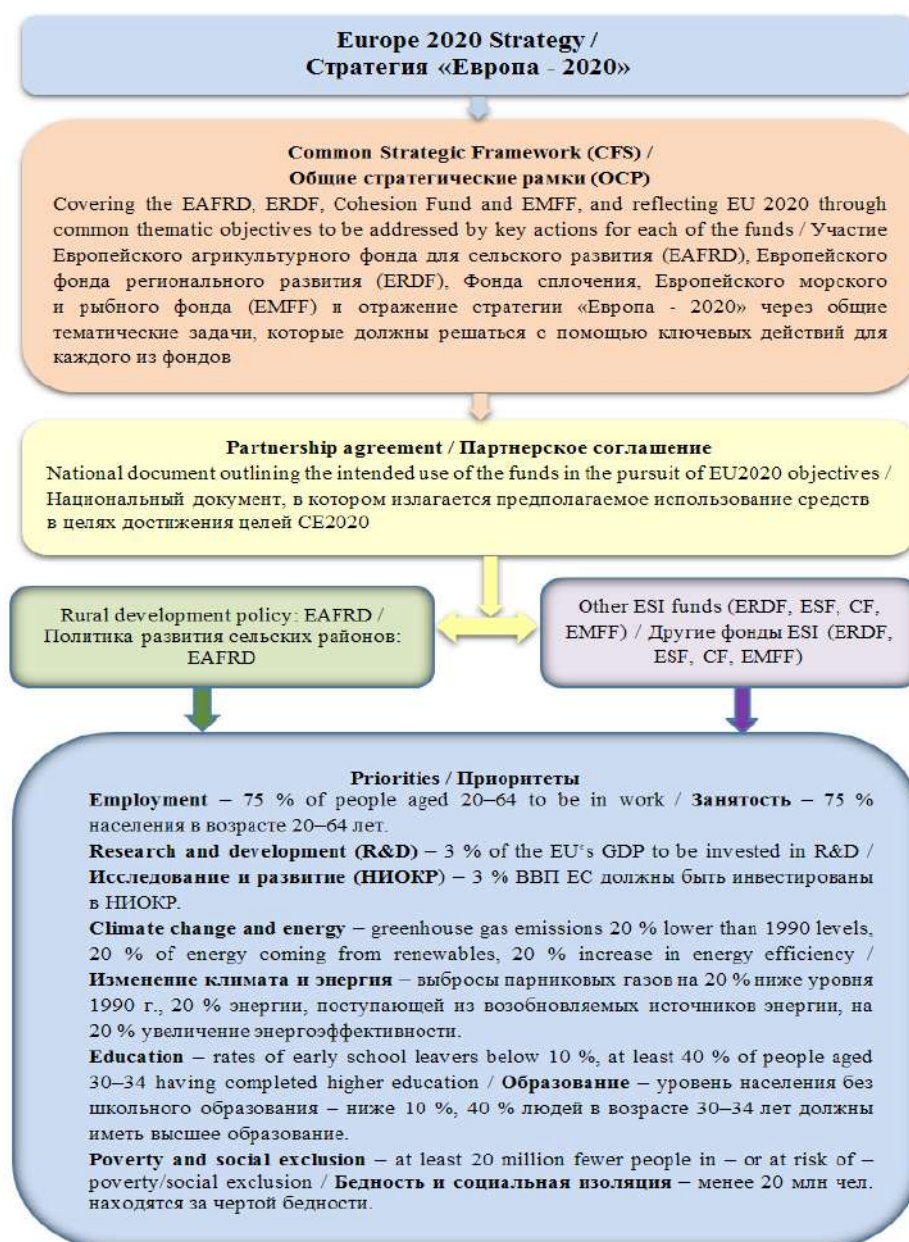 Europe 2020 Strategy /
Стратегия «Европа - 2020»
Common Strategic Framework (CFS) /
Общие стратегические рамки (ОСР)
Covering the EAFRD, ERDF, Cohesion Fund and EMFF, and reflecting EU 2020 through
common thematic objectives to be addressed by key actions for each of the funds / Участие
Европейского агрикультурного фонда для сельского развития (EAFRD), Европейского
фонда регионального развития (ERDF), Фонда сплочения, Европейского морского
и рыбного фонда (EMFF) и отражение стратегии «Европа - 2020» через общие
тематические задачи, которые должны решаться с помощью ключевых действий для
каждого из фондов
Partnership agreement / Партнерское соглашение
National document outlining the intended use of the funds in the pursuit of EU2020 objectives /
Национальный документ, в котором излагается предполагаемое использование средств
в целях достижения целей СЕ2020
Rural development policy: EAFRD /
Политика развития сельских районов:
EAFRD
Other ESI funds (ERDF, ESF, CF,
EMFF) / Другие фонды ESI (ERDF,
ESF, CF, EMFF)
Priorities / Приоритеты
Employment – 75 % of people aged 20–64 to be in work / Занятость – 75 %
населения в возрасте 20–64 лет.
Research and development (R&D) – 3 % of the EU‘s GDP to be invested in R&D /
Исследование и развитие (НИОКР) – 3 % ВВП ЕС должны быть инвестированы
в НИОКР.
Climate change and energy – greenhouse gas emissions 20 % lower than 1990 levels,
20 % of energy coming from renewables, 20 % increase in energy efficiency /
Изменение климата и энергия – выбросы парниковых газов на 20 % ниже уровня
1990 г., 20 % энергии, поступающей из возобновляемых источников энергии, на
20 % увеличение энергоэффективности.
Education – rates of early school leavers below 10 %, at least 40 % of people aged
30–34 having completed higher education / Образование – уровень населения без
школьного образования – ниже 10 %, 40 % людей в возрасте 30–34 лет должны
иметь высшее образование.
Poverty and social exclusion – at least 20 million fewer people in – or at risk of –
poverty/social exclusion / Бедность и социальная изоляция – менее 20 млн чел.
находятся за чертой бедности.